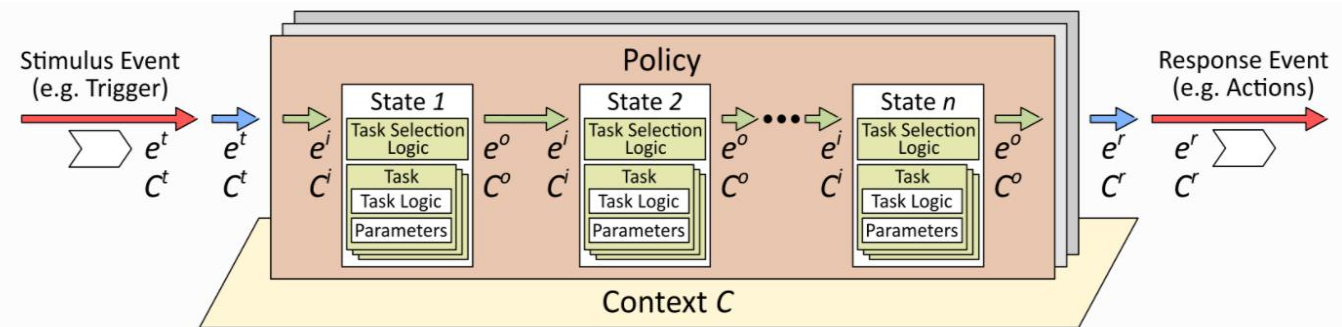 Stimulus Event
(e.g. Trigger)
e^t
C^t
e^t
C^t
Policy
e^i
C^i
State 1
Task Selection
Logic
Task
Task Logic
Parameters
e^o
C^o
e^i
C^i
State 2
Task Selection
Logic
Task
Task Logic
Parameters
e^o
C^o
•••
e^i
C^i
State n
Task Selection
Logic
Task
Task Logic
Parameters
e^o
C^o
e^r
C^r
Response Event
(e.g. Actions)
e^r
C^r
Context C